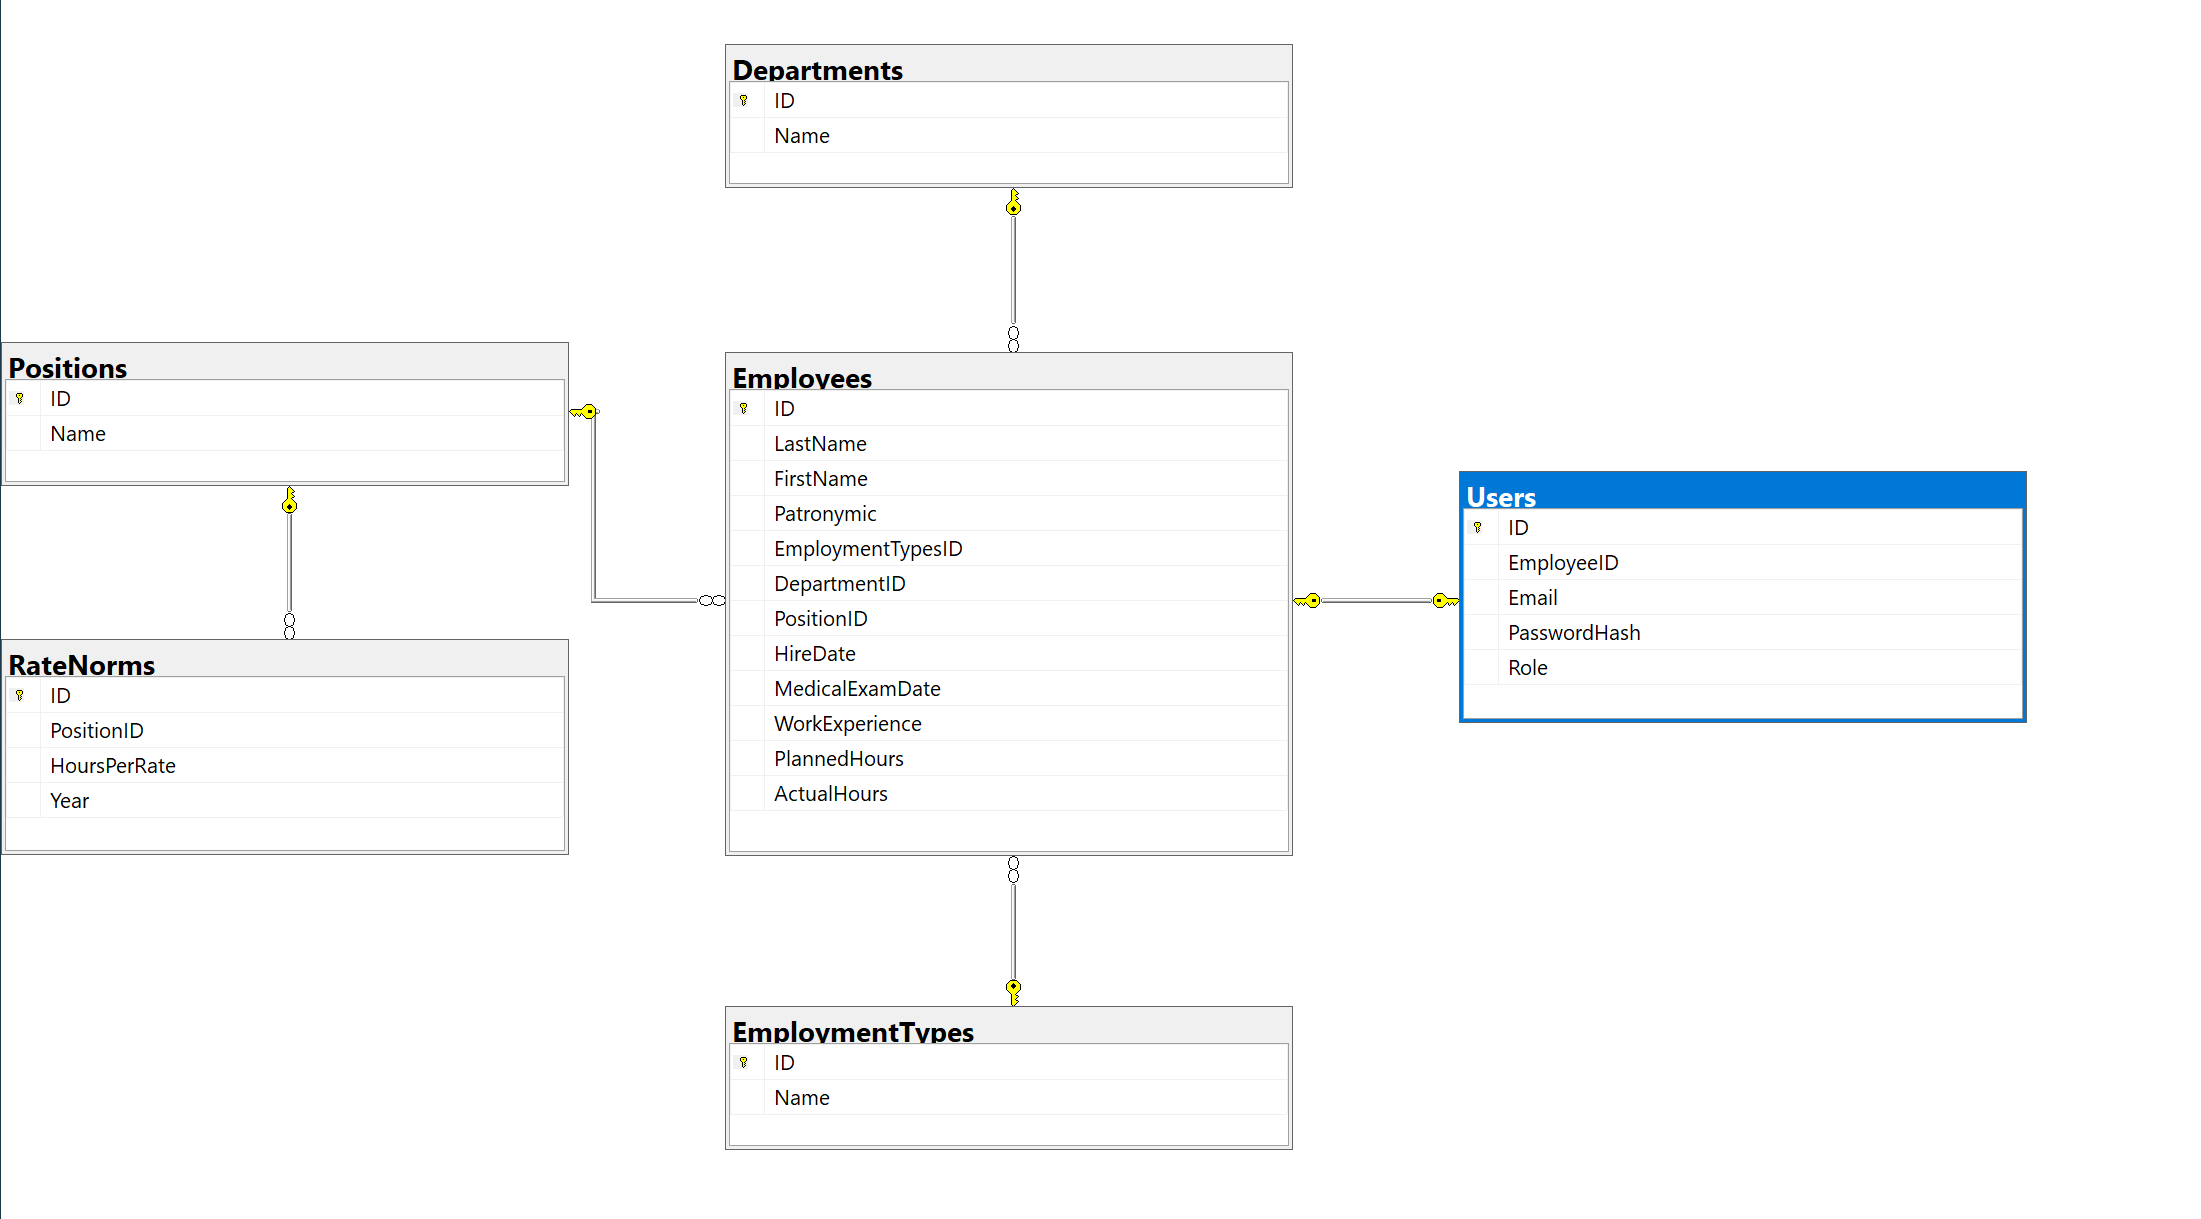 Departments
ID
Name
Positions
ID
Name
RateNorms
ID
PositionID
HoursPerRate
Year
Employees
ID
LastName
FirstName
Patronymic
EmploymentTypesID
DepartmentID
PositionID
HireDate
MedicalExamDate
WorkExperience
PlannedHours
ActualHours
Users
ID
EmployeeID
Email
PasswordHash
Role
EmploymentTypes
ID
Name